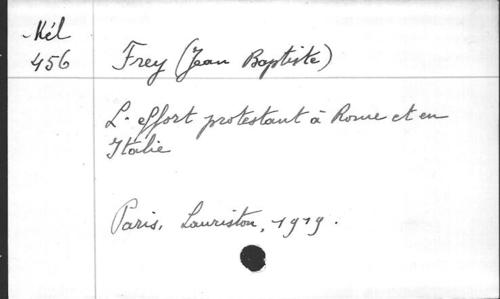 Mél
456
Frey (Jean Baptiste)
L'effort protestant à Rome et en
Italie
Paris, Lauriston, 1919.